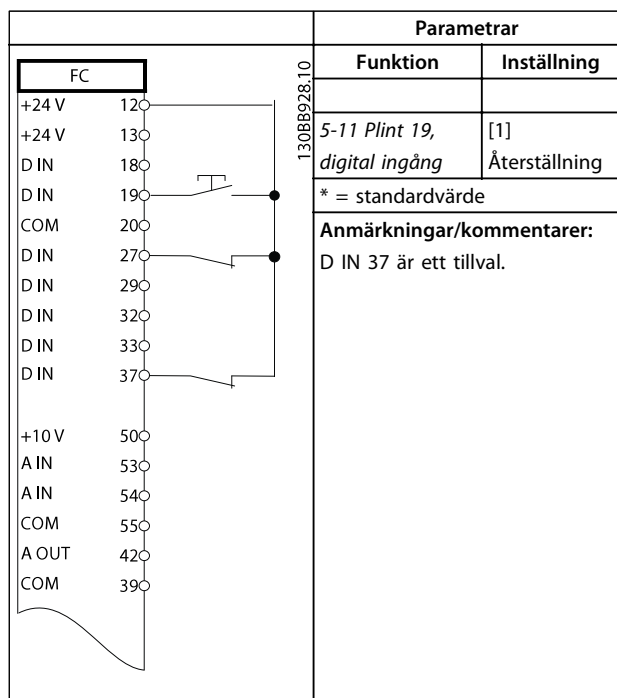 Parametrar
Funktion Inställning
5-11 Plint 19, digital ingång [1] Återställning
* = standardvärde
Anmärkningar/kommentarer:
D IN 37 är ett tillval.
130BB928.10
FC
+24 V 12
+24 V 13
D IN 18
D IN 19
COM 20
D IN 27
D IN 29
D IN 32
D IN 33
D IN 37
+10 V 50
A IN 53
A IN 54
COM 55
A OUT 42
COM 39